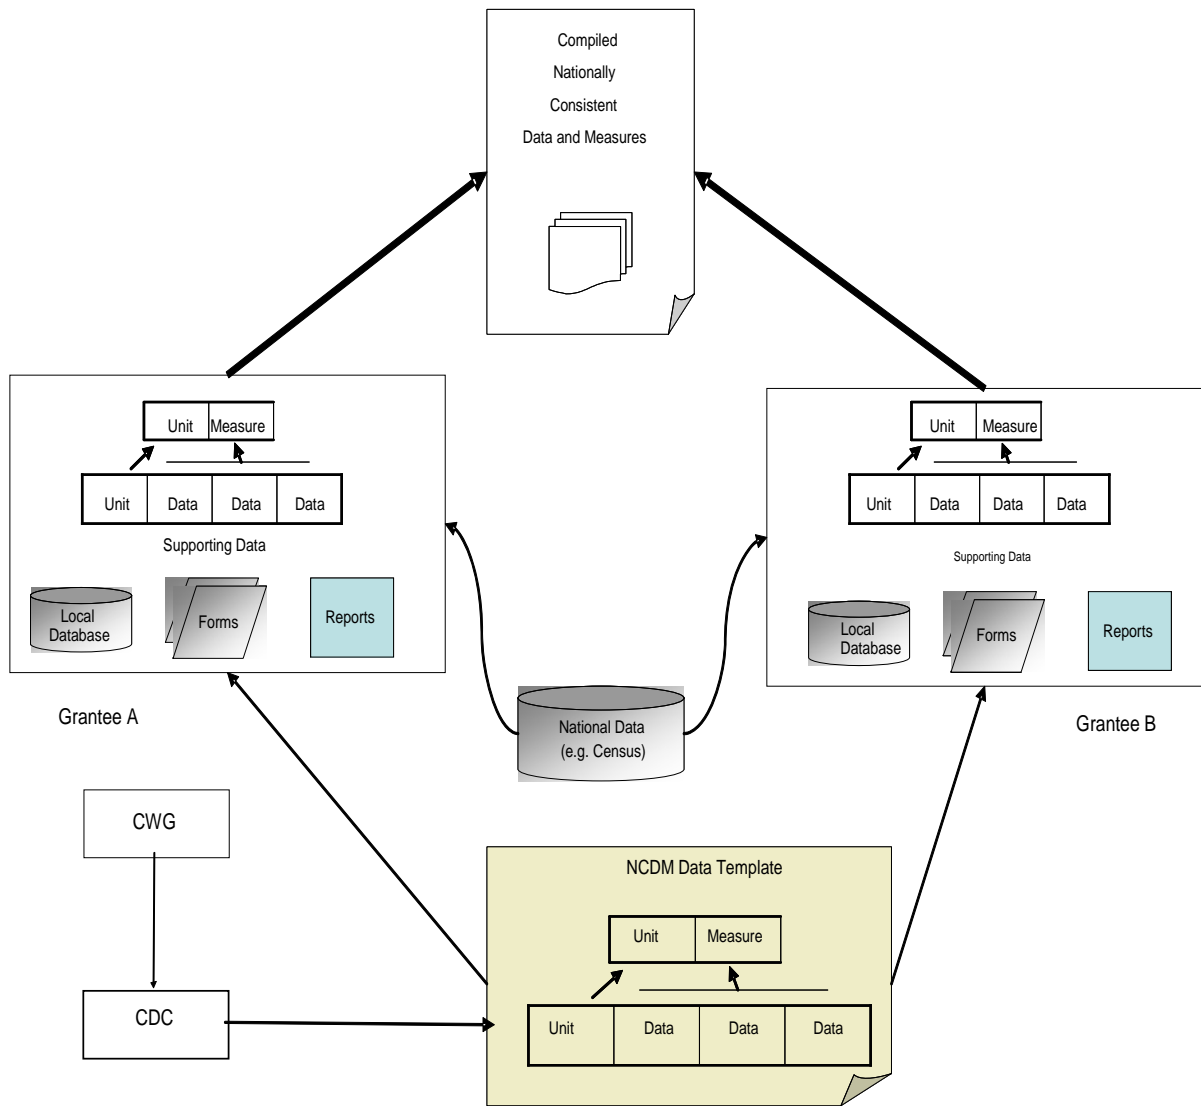 Compiled
Nationally
Consistent
Data and Measures
Unit Measure
Unit Data Data Data
Supporting Data
Local
Database
Forms
Reports
Grantee A
Unit Measure
Unit Data Data Data
Supporting Data
Local
Database
Forms
Reports
Grantee B
National Data
(e.g. Census)
CWG
CDC
NCDM Data Template
Unit Measure
Unit Data Data Data